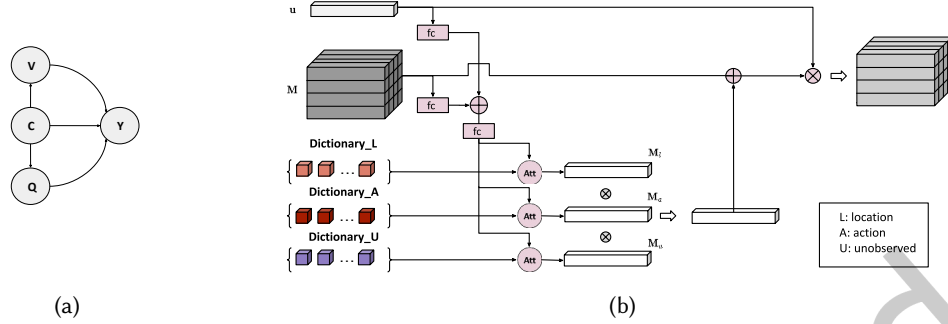 V
C
Y
Q
(a)
u
fc
M
fc
fc
Dictionary_L
Att
M_l
Dictionary_A
Att
M_a
Dictionary_U
Att
M_u
L: location
A: action
U: unobserved
(b)